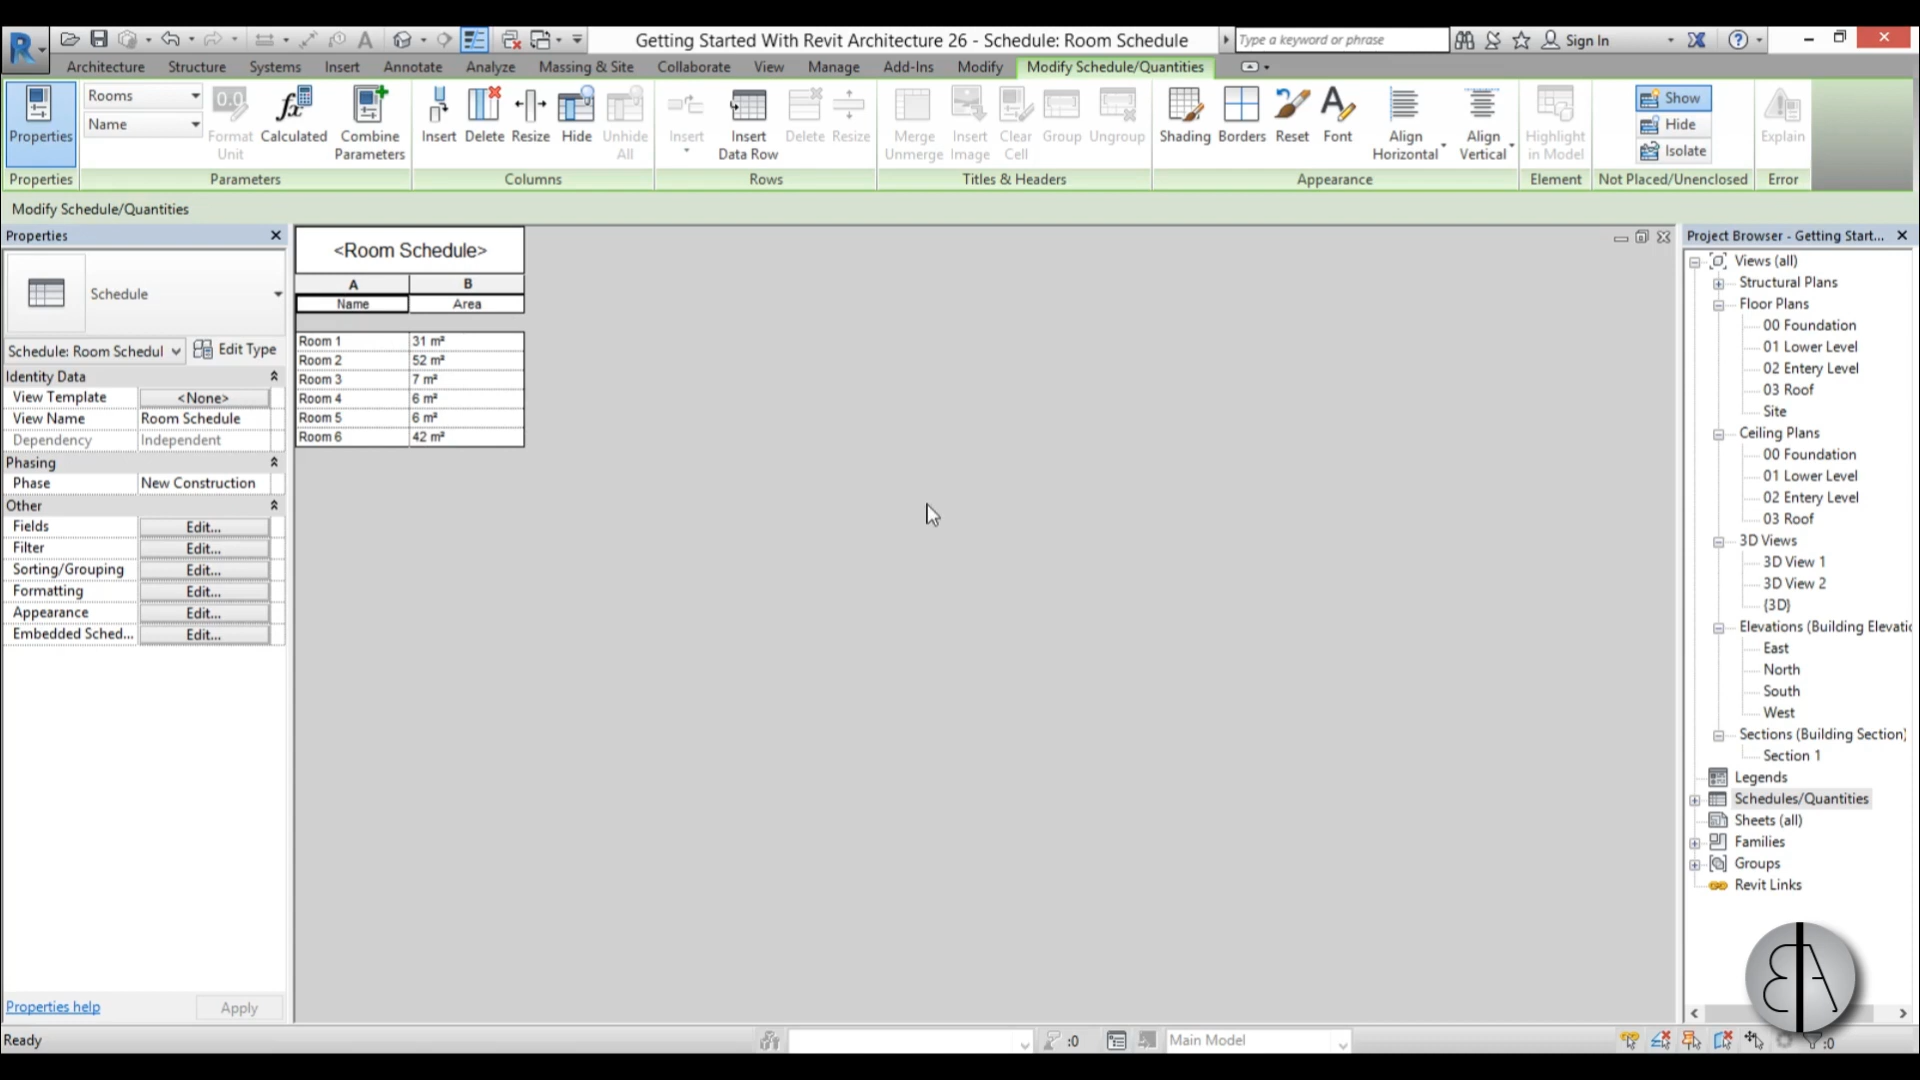 Getting Started With Revit Architecture 26 - Schedule: Room Schedule
Type a keyword or phrase
Sign In
Architecture Structure Systems Insert Annotate Analyze Massing & Site Collaborate View Manage Add-Ins Modify Modify Schedule/Quantities
Properties
Rooms
Name
Format Unit
Calculated
Combine Parameters
Insert
Delete
Resize
Hide
Unhide All
Insert
Insert Data Row
Delete
Resize
Merge Unmerge
Insert Image
Clear Cell
Group
Ungroup
Shading
Borders
Reset
Font
Align Horizontal
Align Vertical
Highlight in Model
Show
Hide
Isolate
Explain
Properties Parameters Columns Rows Titles & Headers Appearance Element Not Placed/Unenclosed Error
Modify Schedule/Quantities
Properties
Schedule
Schedule: Room Schedul
Edit Type
Identity Data
View Template <None>
View Name Room Schedule
Dependency Independent
Phasing
Phase New Construction
Other
Fields Edit...
Filter Edit...
Sorting/Grouping Edit...
Formatting Edit...
Appearance Edit...
Embedded Sched... Edit...
Properties help
Apply
<Room Schedule>
A B
Name Area
Room 1 31 m²
Room 2 52 m²
Room 3 7 m²
Room 4 6 m²
Room 5 6 m²
Room 6 42 m²
Project Browser - Getting Start...
Views (all)
Structural Plans
Floor Plans
00 Foundation
01 Lower Level
02 Entery Level
03 Roof
Site
Ceiling Plans
00 Foundation
01 Lower Level
02 Entery Level
03 Roof
3D Views
3D View 1
3D View 2
{3D}
Elevations (Building Elevatio
East
North
South
West
Sections (Building Section)
Section 1
Legends
Schedules/Quantities
Sheets (all)
Families
Groups
Revit Links
Ready
:0
Main Model
:0